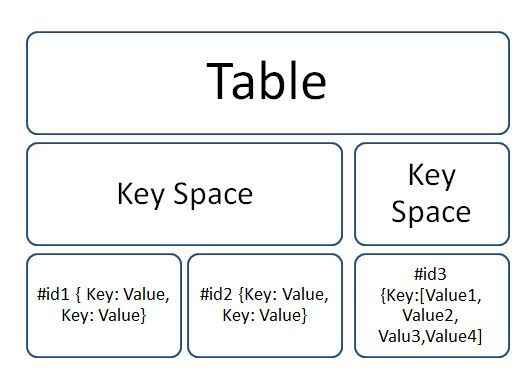 Table
Key Space
Key
Space
#id1 { Key: Value,
Key: Value}
#id2 {Key: Value,
Key: Value}
#id3
{Key:[Value1,
Value2,
Valu3,Value4]